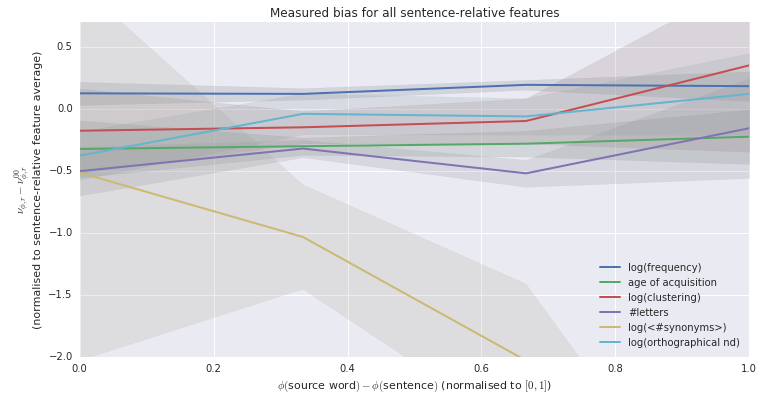 Measured bias for all sentence-relative features
0.5
0.0
−0.5
−1.0
−1.5
−2.0
ν_{ϕ,r} − ν^{00}_{ϕ,r}
(normalised to sentence-relative feature average)
log(frequency)
age of acquisition
log(clustering)
#letters
log(<#synonyms>)
log(orthographical nd)
0.0 0.2 0.4 0.6 0.8 1.0
ϕ(source word) − ϕ(sentence) (normalised to [0, 1])